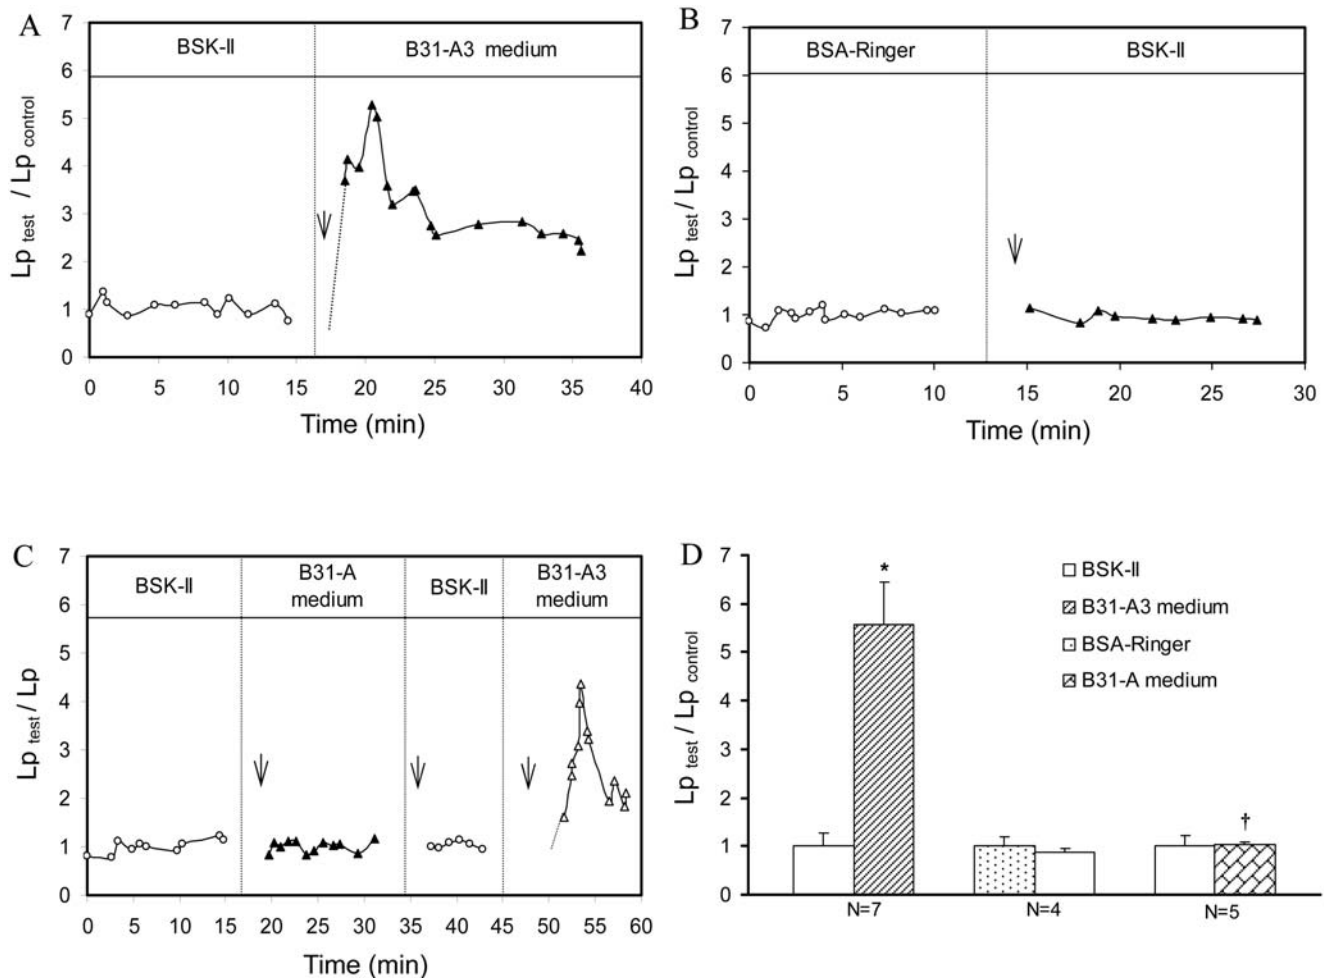 A
7
6
5
4
3
2
1
0
Lp test / Lp control
BSK-II
B31-A3 medium
0 5 10 15 20 25 30 35 40
Time (min)
B
7
6
5
4
3
2
1
0
Lp test / Lp control
BSA-Ringer
BSK-II
0 5 10 15 20 25 30
Time (min)
C
7
6
5
4
3
2
1
0
Lp test / Lp
BSK-II
B31-A
medium
BSK-II
B31-A3
medium
0 5 10 15 20 25 30 35 40 45 50 55 60
Time (min)
D
7
6
5
4
3
2
1
0
Lp test / Lp control
*
†
BSK-II
B31-A3 medium
BSA-Ringer
B31-A medium
N=7
N=4
N=5